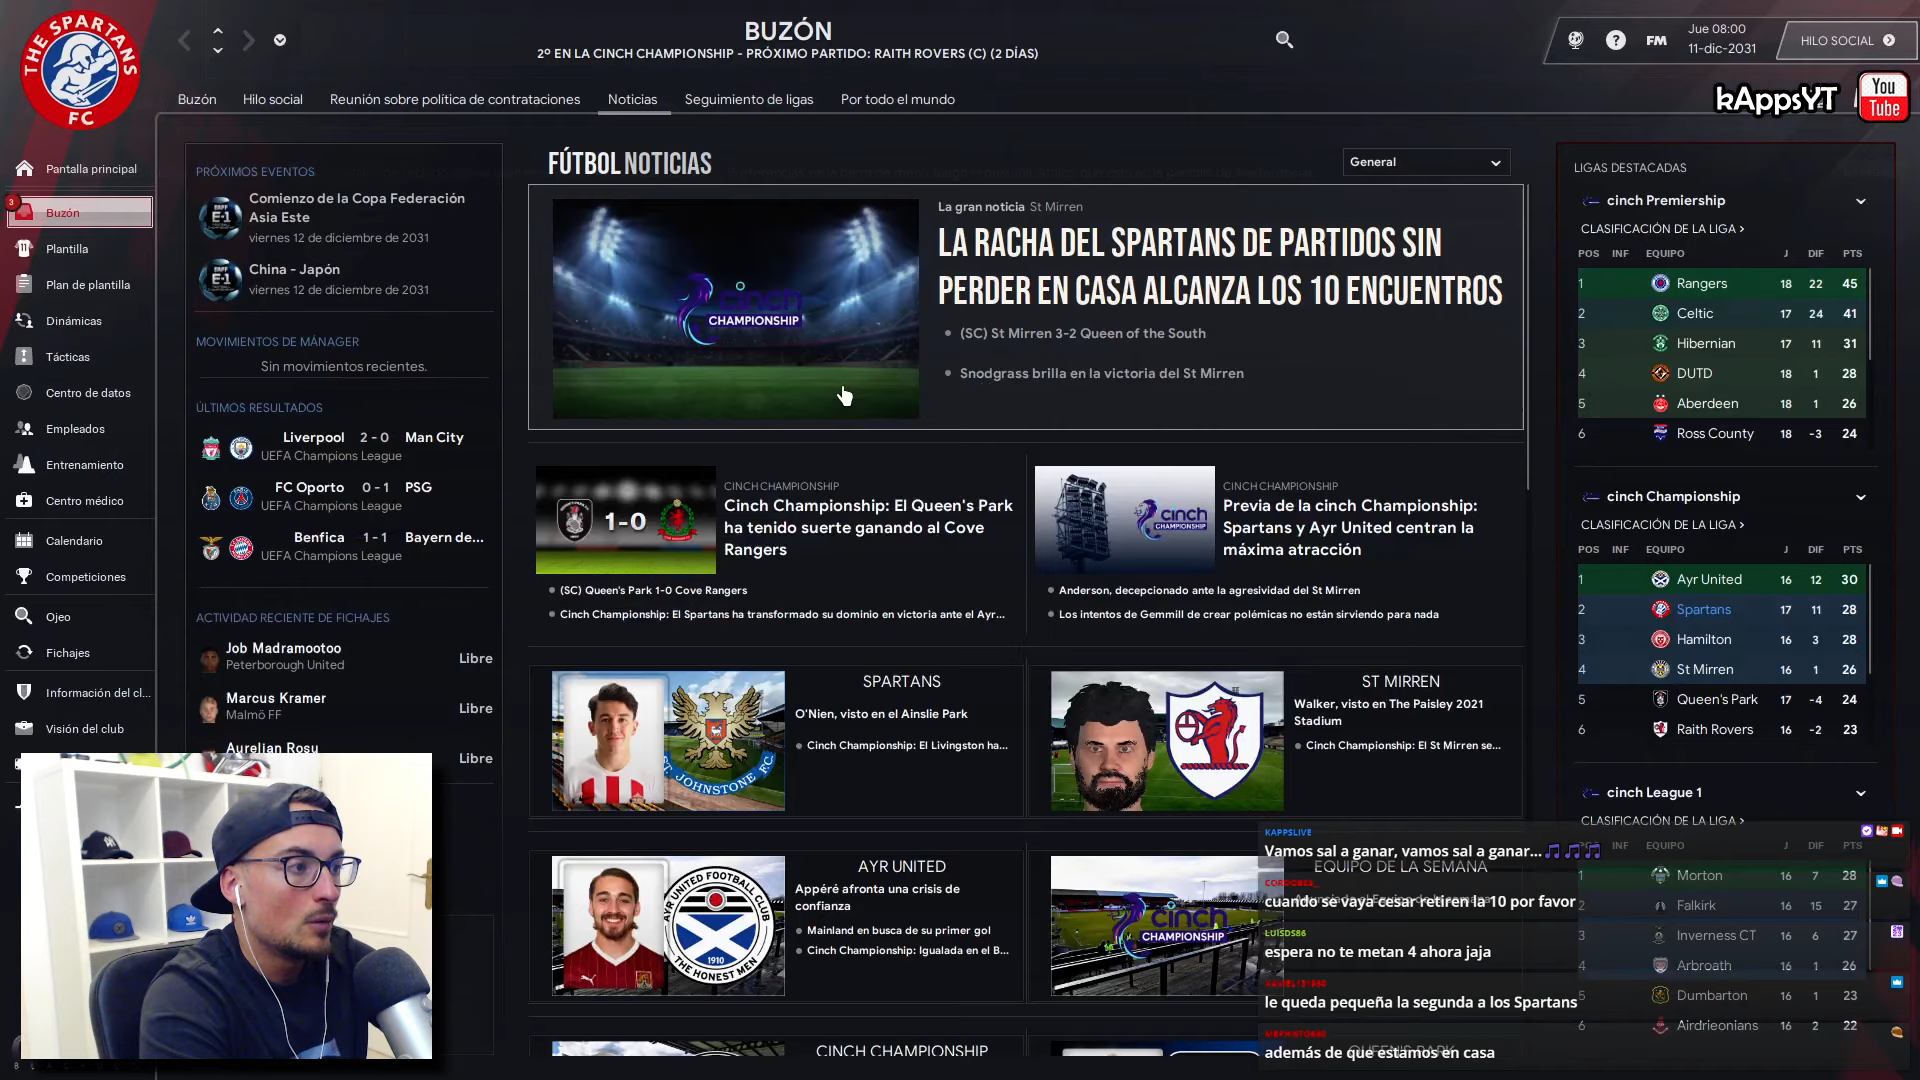 THE SPARTANS
FC
BUZÓN
2º EN LA CINCH CHAMPIONSHIP - PRÓXIMO PARTIDO: RAITH ROVERS (C) (2 DÍAS)
FM
Jue 08:00
11-dic-2031
HILO SOCIAL
kAppsYT
You
Tube
Buzón
Hilo social
Reunión sobre política de contrataciones
Noticias
Seguimiento de ligas
Por todo el mundo
Pantalla principal
3
Buzón
Plantilla
Plan de plantilla
Dinámicas
Tácticas
Centro de datos
Empleados
Entrenamiento
Centro médico
Calendario
Competiciones
Ojeo
Fichajes
Información del cl...
Visión del club
PRÓXIMOS EVENTOS
Comienzo de la Copa Federación
Asia Este
viernes 12 de diciembre de 2031
China - Japón
viernes 12 de diciembre de 2031
MOVIMIENTOS DE MÁNAGER
Sin movimientos recientes.
ÚLTIMOS RESULTADOS
Liverpool 2 - 0 Man City
UEFA Champions League
FC Oporto 0 - 1 PSG
UEFA Champions League
Benfica 1 - 1 Bayern de...
UEFA Champions League
ACTIVIDAD RECIENTE DE FICHAJES
Job Madramootoo
Peterborough United
Libre
Marcus Kramer
Malmö FF
Libre
Aurelian Rosu
Libre
FÚTBOL NOTICIAS
General
La gran noticia St Mirren
LA RACHA DEL SPARTANS DE PARTIDOS SIN
PERDER EN CASA ALCANZA LOS 10 ENCUENTROS
(SC) St Mirren 3-2 Queen of the South
Snodgrass brilla en la victoria del St Mirren
cinch
CHAMPIONSHIP
1-0
CINCH CHAMPIONSHIP
Cinch Championship: El Queen's Park
ha tenido suerte ganando al Cove
Rangers
(SC) Queen's Park 1-0 Cove Rangers
Cinch Championship: El Spartans ha transformado su dominio en victoria ante el Ayr...
cinch
CHAMPIONSHIP
CINCH CHAMPIONSHIP
Previa de la cinch Championship:
Spartans y Ayr United centran la
máxima atracción
Anderson, decepcionado ante la agresividad del St Mirren
Los intentos de Gemmill de crear polémicas no están sirviendo para nada
ST. JOHNSTONE F.C.
SPARTANS
O'Nien, visto en el Ainslie Park
Cinch Championship: El Livingston ha...
ST MIRREN
Walker, visto en The Paisley 2021
Stadium
Cinch Championship: El St Mirren se...
AYR UNITED FOOTBALL CLUB
1910
THE HONEST MEN
AYR UNITED
Appéré afronta una crisis de
confianza
Mainland en busca de su primer gol
Cinch Championship: Igualada en el B...
cinch
CHAMPIONSHIP
EQUIPO DE LA SEMANA
CINCH CHAMPIONSHIP
QUEEN'S PARK
LIGAS DESTACADAS
cinch Premiership
CLASIFICACIÓN DE LA LIGA >
POS INF EQUIPO J DIF PTS
1 Rangers 18 22 45
2 Celtic 17 24 41
3 Hibernian 17 11 31
4 DUTD 18 1 28
5 Aberdeen 18 1 26
6 Ross County 18 -3 24
cinch Championship
CLASIFICACIÓN DE LA LIGA >
POS INF EQUIPO J DIF PTS
1 Ayr United 16 12 30
2 Spartans 17 11 28
3 Hamilton 16 3 28
4 St Mirren 16 1 26
5 Queen's Park 17 -4 24
6 Raith Rovers 16 -2 23
cinch League 1
CLASIFICACIÓN DE LA LIGA >
INF EQUIPO J DIF PTS
1 Morton 16 7 28
2 Falkirk 16 15 27
3 Inverness CT 16 6 27
4 Arbroath 16 1 26
5 Dumbarton 16 1 23
6 Airdrieonians 16 2 22
KAPPSLIVE
Vamos sal a ganar, vamos sal a ganar...
cuando se vaya cesar retiren el 10 por favor
LUISDS86
espera no te metan 4 ahora jaja
le queda pequeña la segunda a los Spartans
además de que estamos en casa